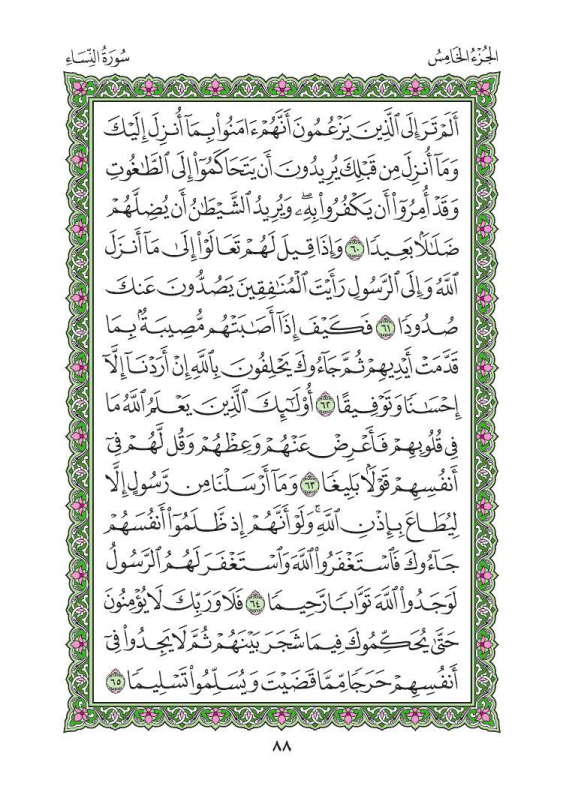 الجُزْءُ الخَامِسُ
سُورَةُ النِّسَاءِ
أَلَمْ تَرَ إِلَى ٱلَّذِينَ يَزْعُمُونَ أَنَّهُمْ ءَامَنُوا۟ بِمَآ أُنزِلَ إِلَيْكَ
وَمَآ أُنزِلَ مِن قَبْلِكَ يُرِيدُونَ أَن يَتَحَاكَمُوٓا۟ إِلَى ٱلطَّٰغُوتِ
وَقَدْ أُمِرُوٓا۟ أَن يَكْفُرُوا۟ بِهِۦۖ وَيُرِيدُ ٱلشَّيْطَٰنُ أَن يُضِلَّهُمْ
ضَلَٰلًۢا بَعِيدًا ٦٠ وَإِذَا قِيلَ لَهُمْ تَعَالَوْا۟ إِلَىٰ مَآ أَنزَلَ
ٱللَّهُ وَإِلَى ٱلرَّسُولِ رَأَيْتَ ٱلْمُنَٰفِقِينَ يَصُدُّونَ عَنكَ
صُدُودًا ٦١ فَكَيْفَ إِذَآ أَصَٰبَتْهُم مُّصِيبَةٌۢ بِمَا
قَدَّمَتْ أَيْدِيهِمْ ثُمَّ جَآءُوكَ يَحْلِفُونَ بِٱللَّهِ إِنْ أَرَدْنَآ إِلَّآ
إِحْسَٰنًا وَتَوْفِيقًا ٦٢ أُو۟لَٰٓئِكَ ٱلَّذِينَ يَعْلَمُ ٱللَّهُ مَا
فِى قُلُوبِهِمْ فَأَعْرِضْ عَنْهُمْ وَعِظْهُمْ وَقُل لَّهُمْ فِىٓ
أَنفُسِهِمْ قَوْلًۢا بَلِيغًا ٦٣ وَمَآ أَرْسَلْنَا مِن رَّسُولٍ إِلَّا
لِيُطَاعَ بِإِذْنِ ٱللَّهِۚ وَلَوْ أَنَّهُمْ إِذ ظَّلَمُوٓا۟ أَنفُسَهُمْ
جَآءُوكَ فَٱسْتَغْفَرُوا۟ ٱللَّهَ وَٱسْتَغْفَرَ لَهُمُ ٱلرَّسُولُ
لَوَجَدُوا۟ ٱللَّهَ تَوَّابًا رَّحِيمًا ٦٤ فَلَا وَرَبِّكَ لَا يُؤْمِنُونَ
حَتَّىٰ يُحَكِّمُوكَ فِيمَا شَجَرَ بَيْنَهُمْ ثُمَّ لَا يَجِدُوا۟ فِىٓ
أَنفُسِهِمْ حَرَجًا مِّمَّا قَضَيْتَ وَيُسَلِّمُوا۟ تَسْلِيمًا ٦٥
٨٨